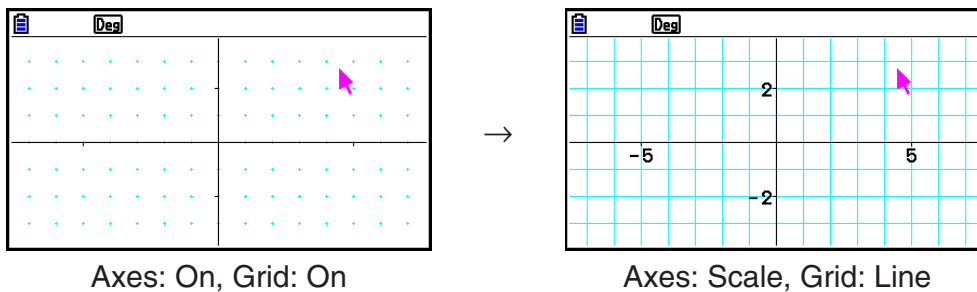 Deg
Deg
2
→
-5 5
-2
Axes: On, Grid: On
Axes: Scale, Grid: Line